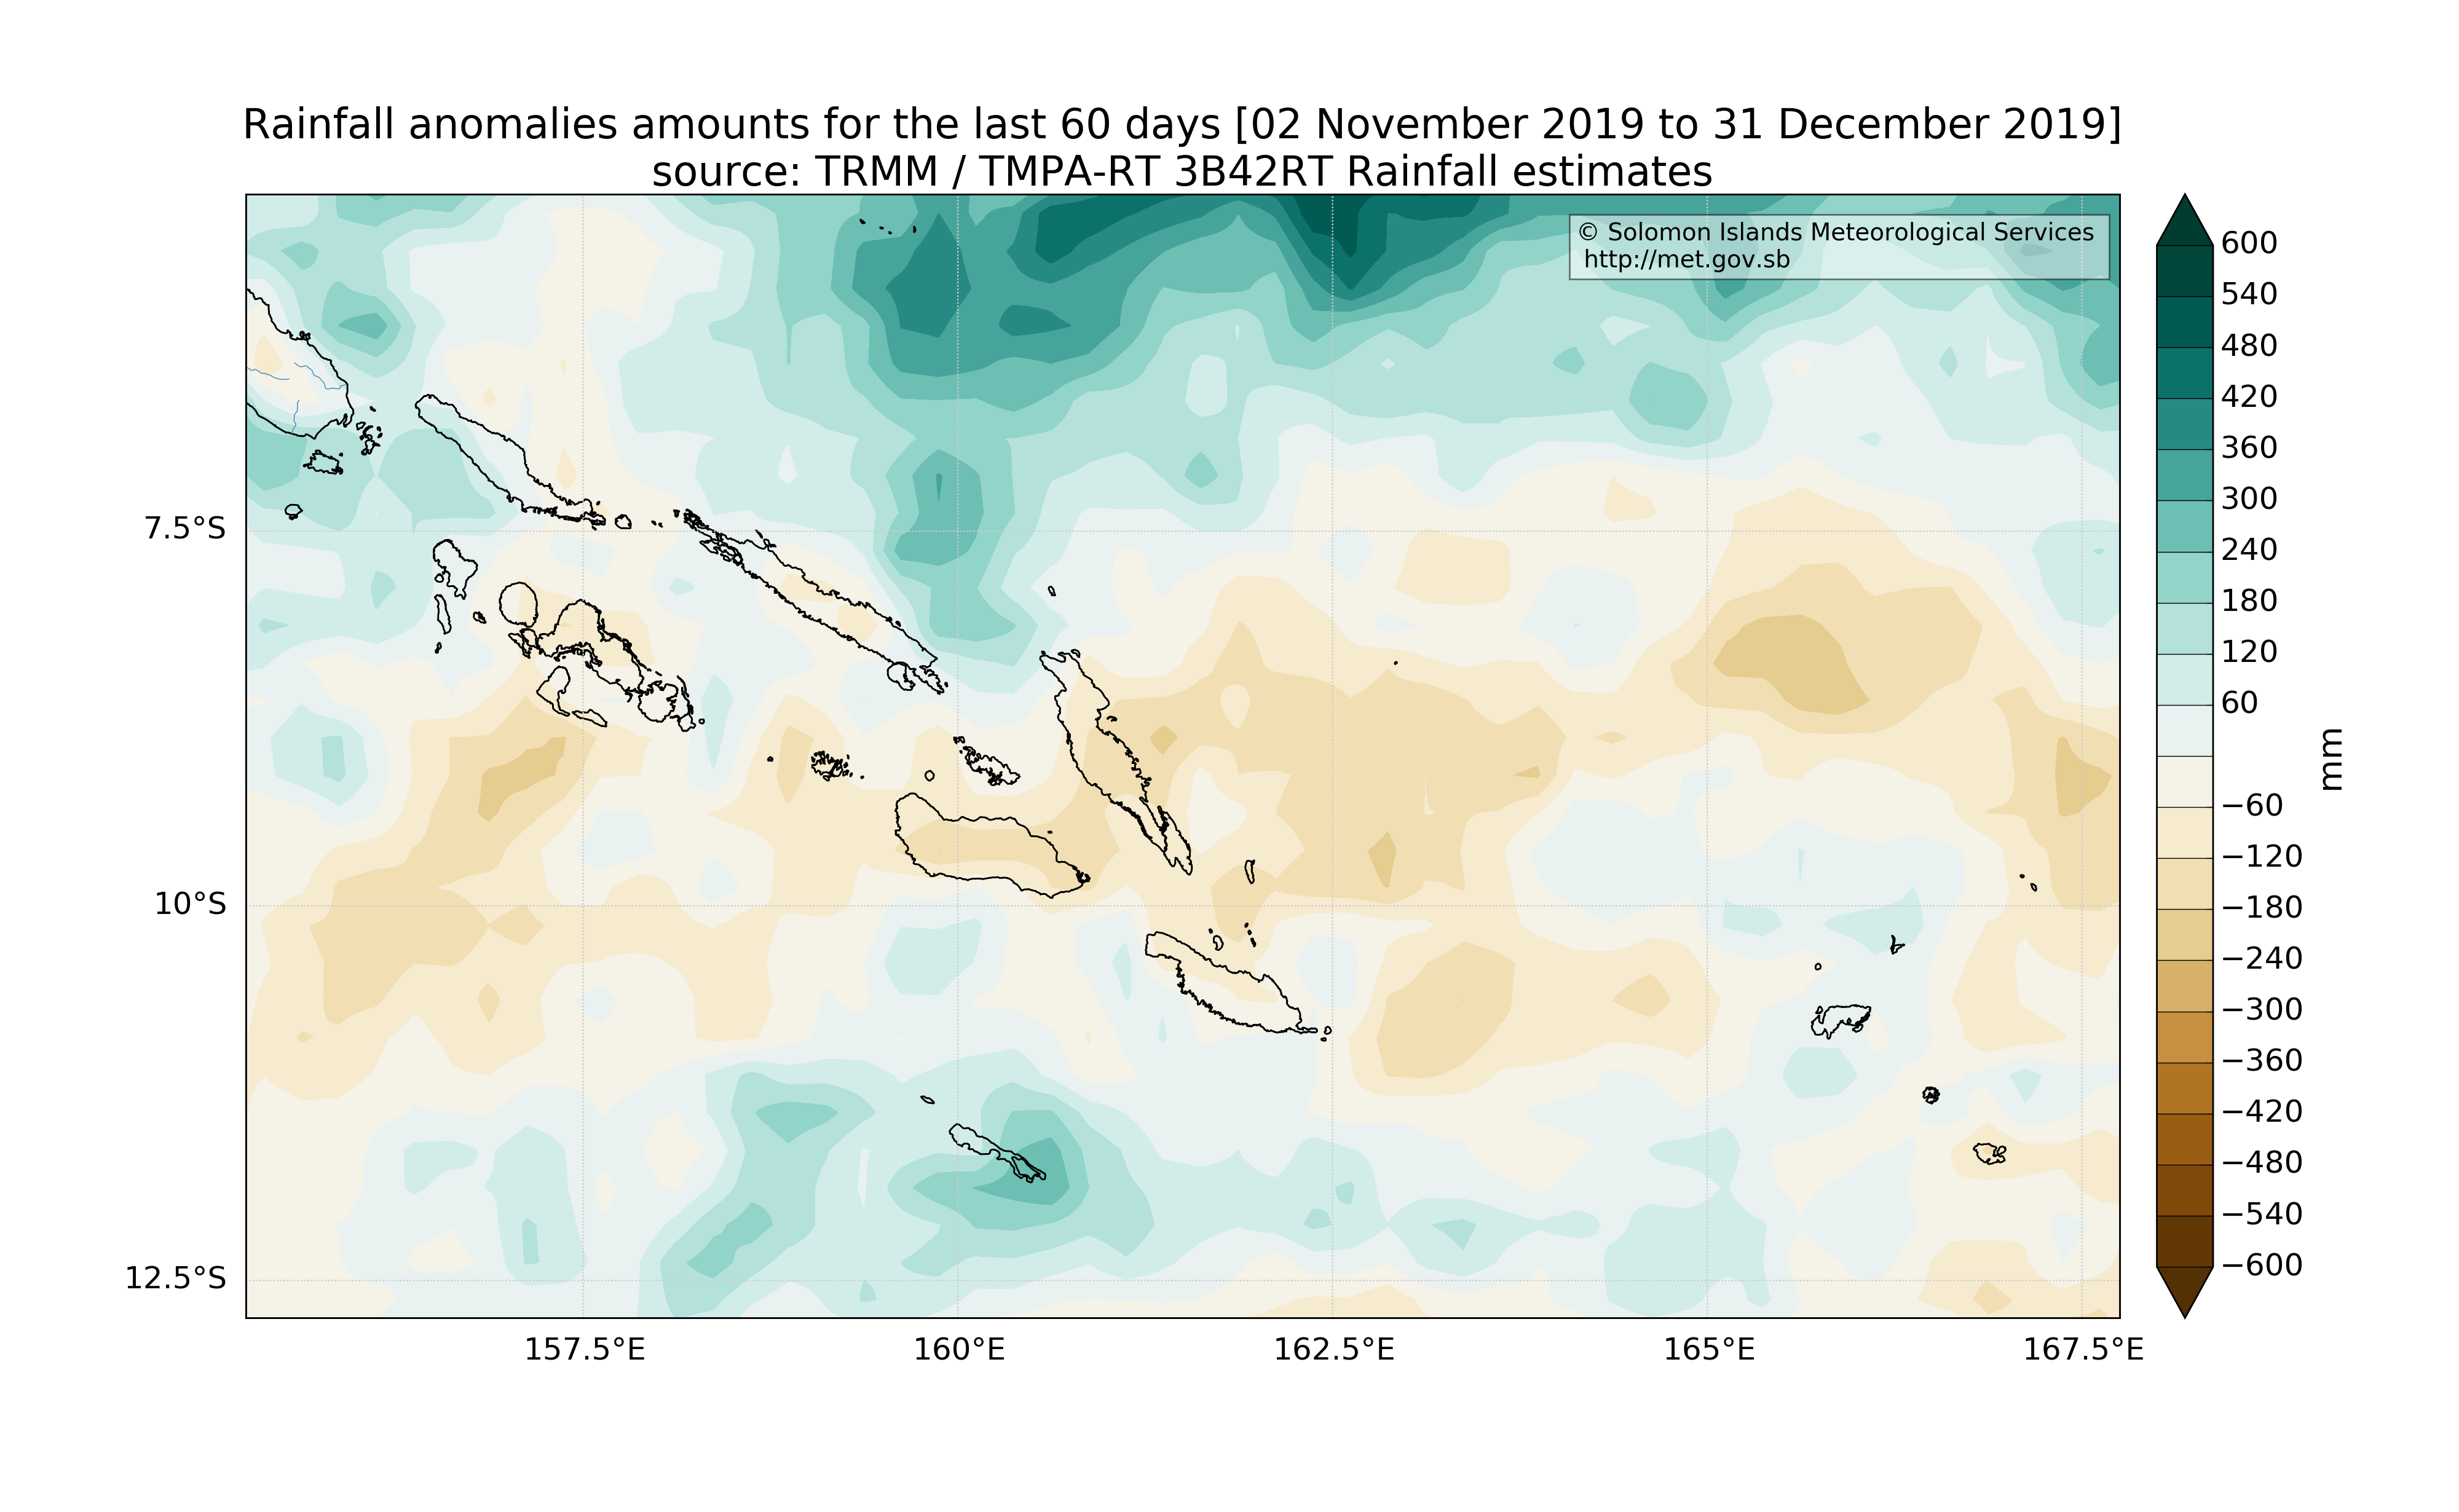 Rainfall anomalies amounts for the last 60 days [02 November 2019 to 31 December 2019]
source: TRMM / TMPA-RT 3B42RT Rainfall estimates
© Solomon Islands Meteorological Services
http://met.gov.sb
7.5°S
10°S
12.5°S
157.5°E
160°E
162.5°E
165°E
167.5°E
600
540
480
420
360
300
240
180
120
60
−60
−120
−180
−240
−300
−360
−420
−480
−540
−600
mm